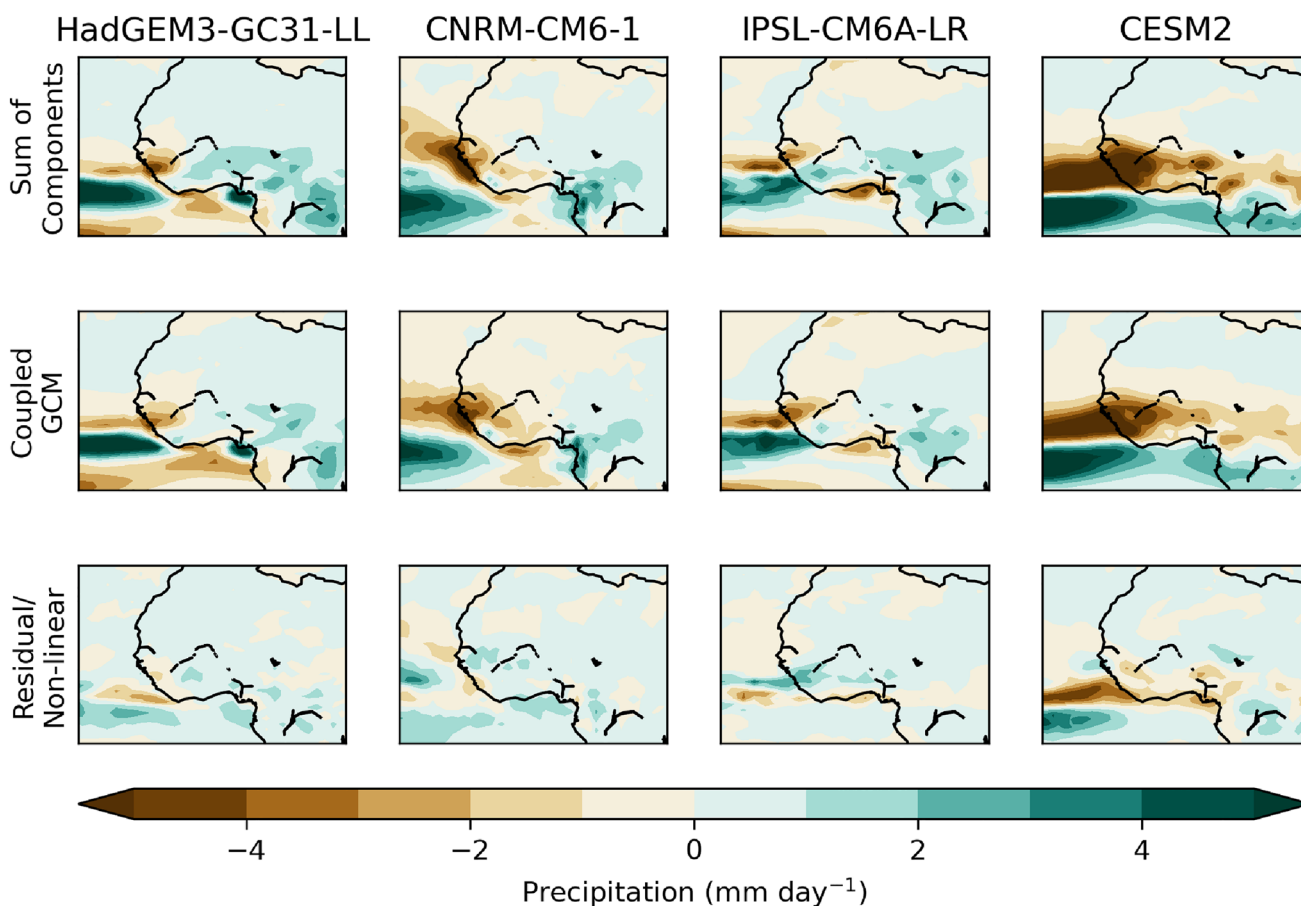 HadGEM3-GC31-LL CNRM-CM6-1 IPSL-CM6A-LR CESM2
Sum of
Components
Coupled
GCM
Residual/
Non-linear
−4 −2 0 2 4
Precipitation (mm day⁻¹)